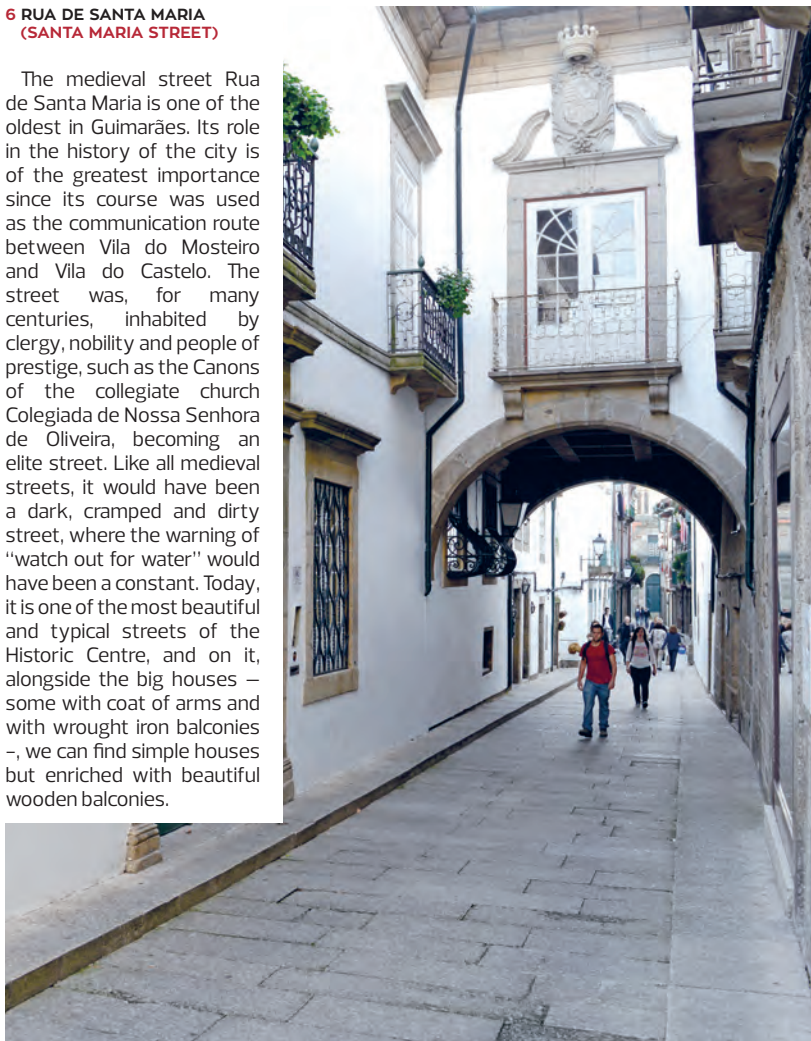 6 RUA DE SANTA MARIA
(SANTA MARIA STREET)
The medieval street Rua
de Santa Maria is one of the
oldest in Guimarães. Its role
in the history of the city is
of the greatest importance
since its course was used
as the communication route
between Vila do Mosteiro
and Vila do Castelo. The
street was, for many
centuries, inhabited by
clergy, nobility and people of
prestige, such as the Canons
of the collegiate church
Colegiada de Nossa Senhora
de Oliveira, becoming an
elite street. Like all medieval
streets, it would have been
a dark, cramped and dirty
street, where the warning of
“watch out for water” would
have been a constant. Today,
it is one of the most beautiful
and typical streets of the
Historic Centre, and on it,
alongside the big houses –
some with coat of arms and
with wrought iron balconies
–, we can find simple houses
but enriched with beautiful
wooden balconies.